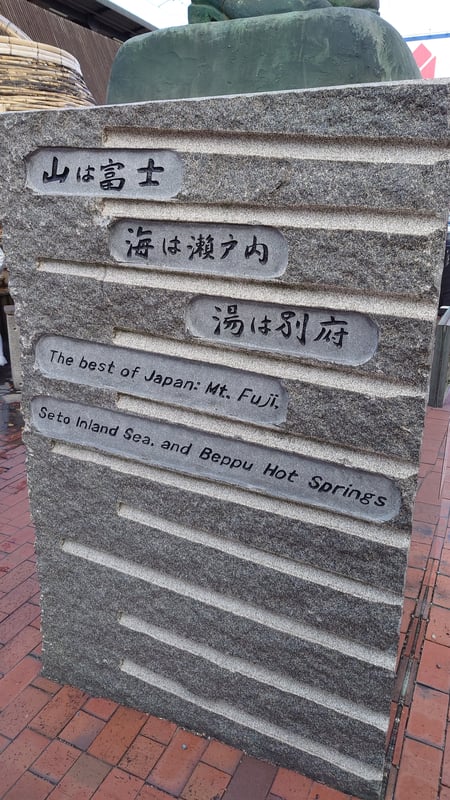 山は富士
海は瀬戸内
湯は別府
The best of Japan: Mt. Fuji,
Seto Inland Sea, and Beppu Hot Springs